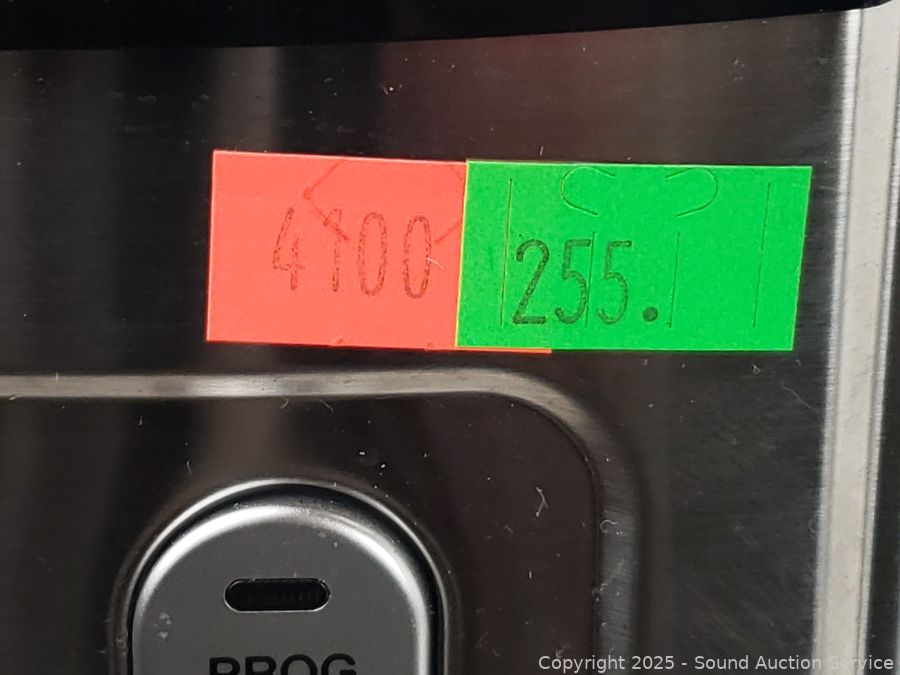 4100
255.
PROG
Copyright 2025 - Sound Auction Service